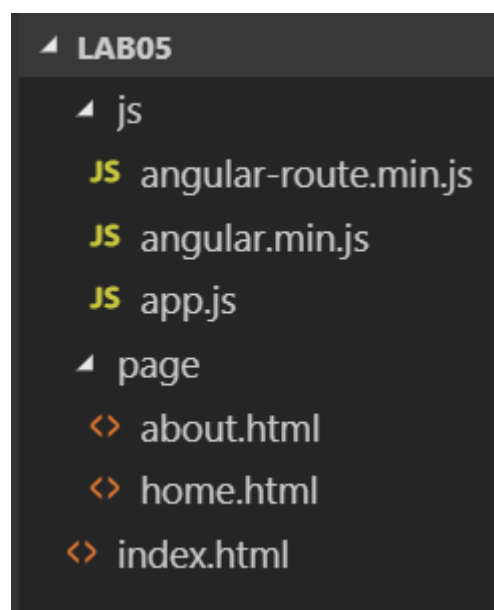 LAB05
js
JS angular-route.min.js
JS angular.min.js
JS app.js
page
<> about.html
<> home.html
<> index.html